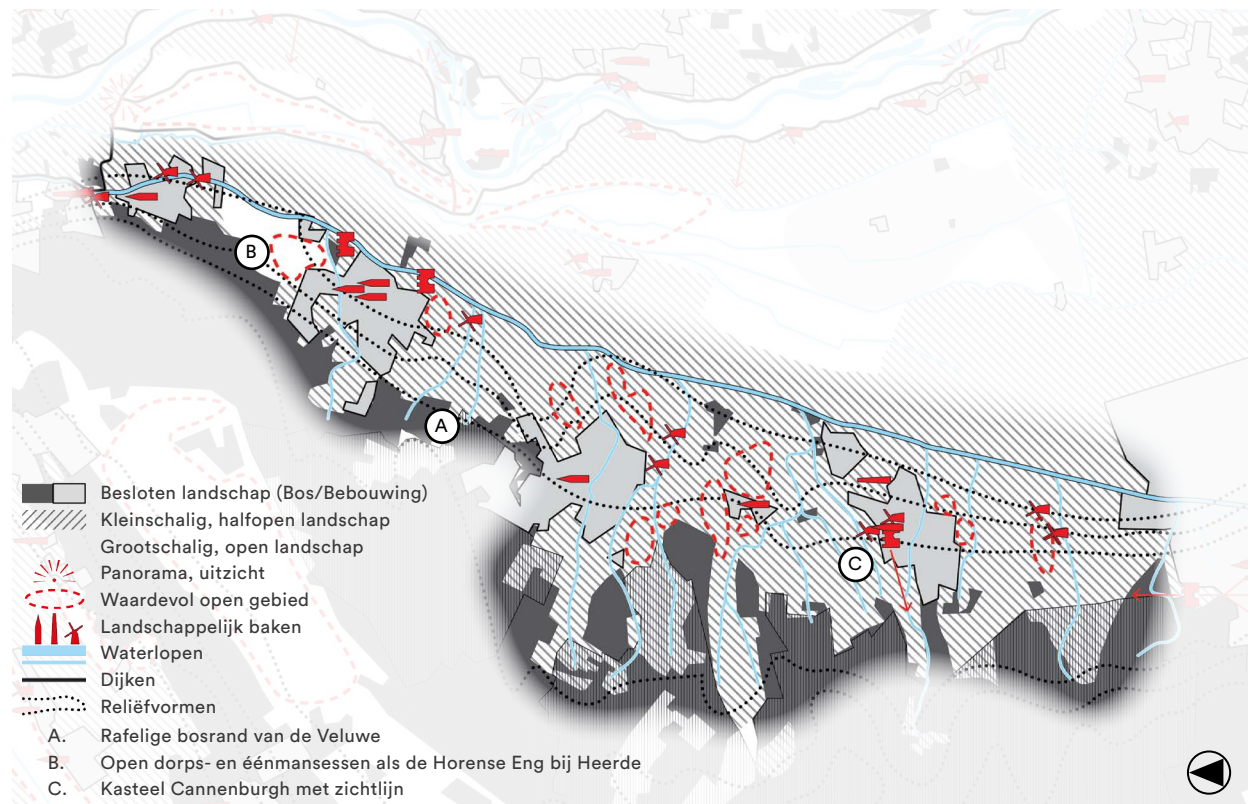 B
A
C
Besloten landschap (Bos/Bebouwing)
Kleinschalig, halfopen landschap
Grootschalig, open landschap
Panorama, uitzicht
Waardevol open gebied
Landschappelijk baken
Waterlopen
Dijken
Reliëfvormen
A. Rafelige bosrand van de Veluwe
B. Open dorps- en éénmansessen als de Horense Eng bij Heerde
C. Kasteel Cannenburgh met zichtlijn